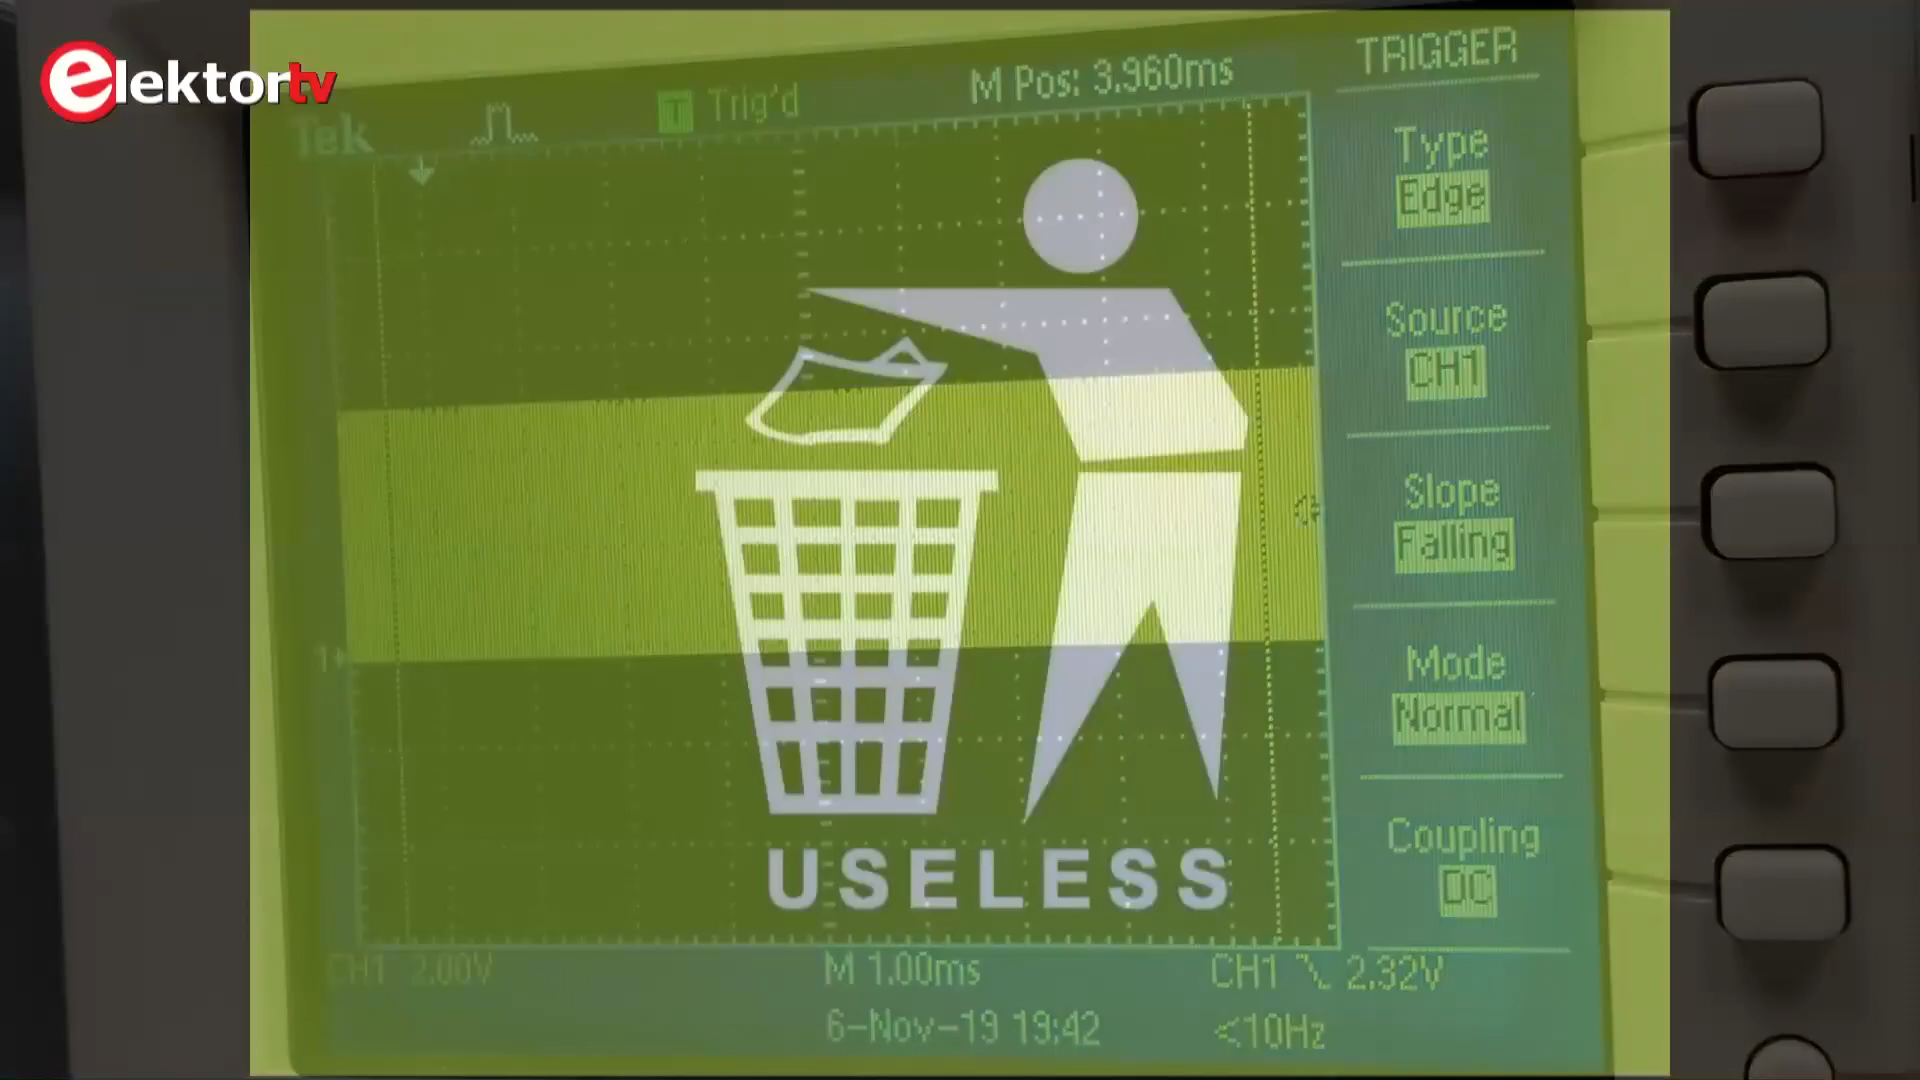 elektortv
Tek
T Trig'd
M Pos: 3.960ms
TRIGGER
Type
Edge
Source
CH1
Slope
Falling
Mode
Normal
Coupling
DC
1
USELESS
CH1 2.00V
M 1.00ms
CH1 2.32V
6-Nov-19 19:42
<10Hz